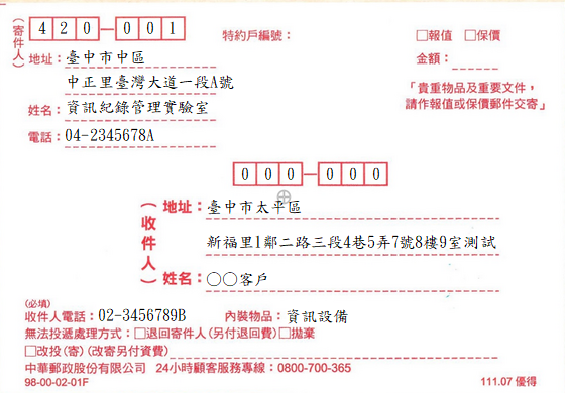 420-001 特約戶編號： □報值 □保價
(寄件人)
地址：臺中市中區 金額：
中正里臺灣大道一段A號
「貴重物品及重要文件，
請作報值或保價郵件交寄」
姓名：資訊紀錄管理實驗室
電話：04-2345678A
000-000
(收件人)
地址：臺中市太平區
新福里1鄰二路三段4巷5弄7號8樓9室測試
姓名：○○客戶
(必填)
收件人電話：02-3456789B 內裝物品：資訊設備
無法投遞處理方式：□退回寄件人(另付退回費)□拋棄
□改投(寄)(改寄另付資費)
中華郵政股份有限公司 24小時顧客服務專線：0800-700-365
98-00-02-01F 111.07 優得